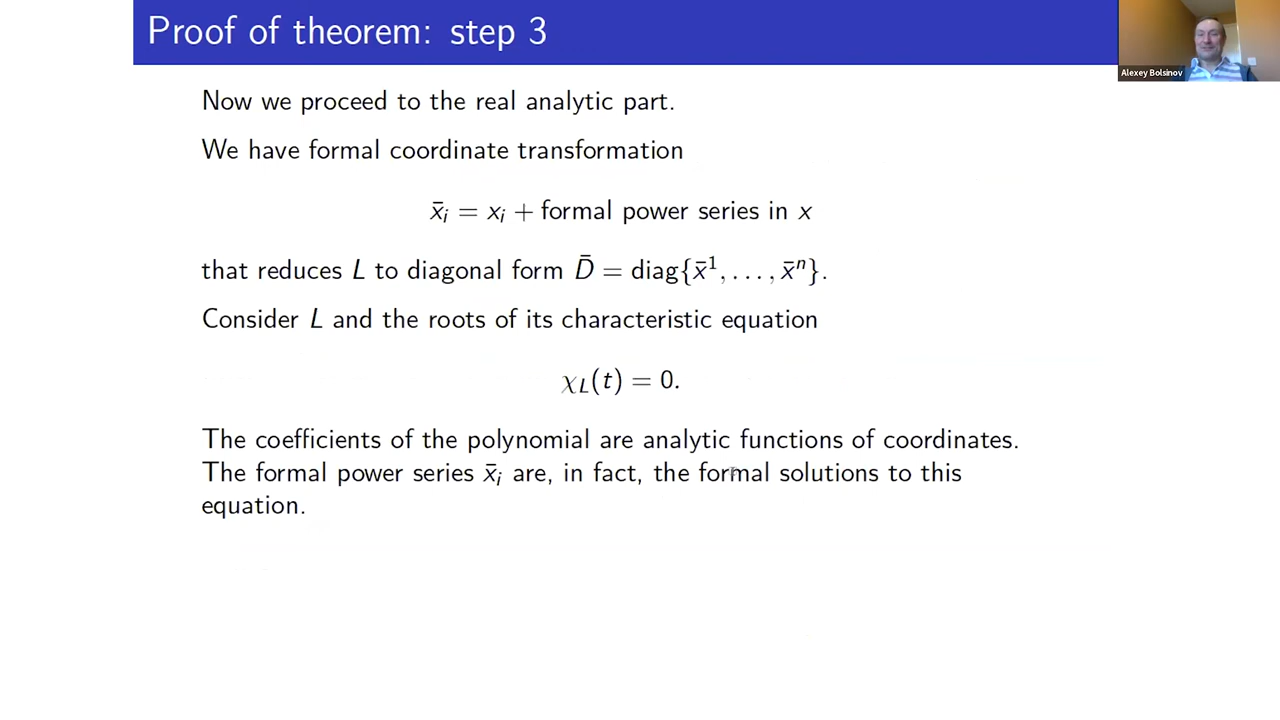 Proof of theorem: step 3
Alexey Bolsinov
Now we proceed to the real analytic part.
We have formal coordinate transformation
x̄ᵢ = xᵢ + formal power series in x
that reduces L to diagonal form D̄ = diag{x̄¹, . . . , x̄ⁿ}.
Consider L and the roots of its characteristic equation
χ_L(t) = 0.
The coefficients of the polynomial are analytic functions of coordinates.
The formal power series x̄ᵢ are, in fact, the formal solutions to this
equation.